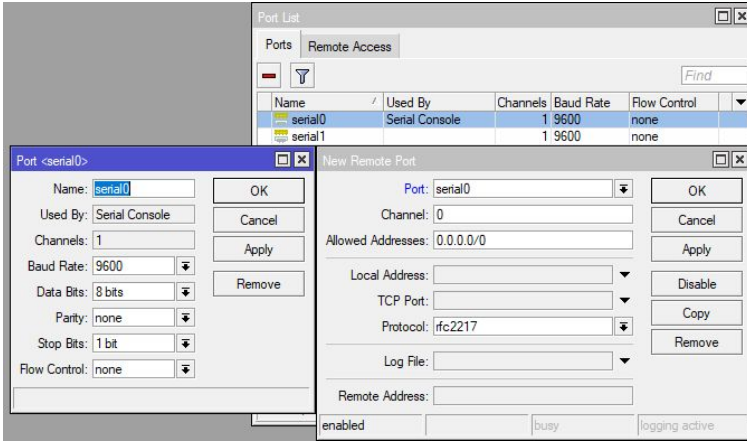 Port List
Ports Remote Access
Find
Name Used By Channels Baud Rate Flow Control
serial0 Serial Console 1 9600 none
serial1 1 9600 none
Port <serial0>
Name: serial0
Used By: Serial Console
Channels: 1
Baud Rate: 9600
Data Bits: 8 bits
Parity: none
Stop Bits: 1 bit
Flow Control: none
OK
Cancel
Apply
Remove
New Remote Port
Port: serial0
Channel: 0
Allowed Addresses: 0.0.0.0/0
Local Address:
TCP Port:
Protocol: rfc2217
Log File:
Remote Address:
OK
Cancel
Apply
Disable
Copy
Remove
enabled busy logging active